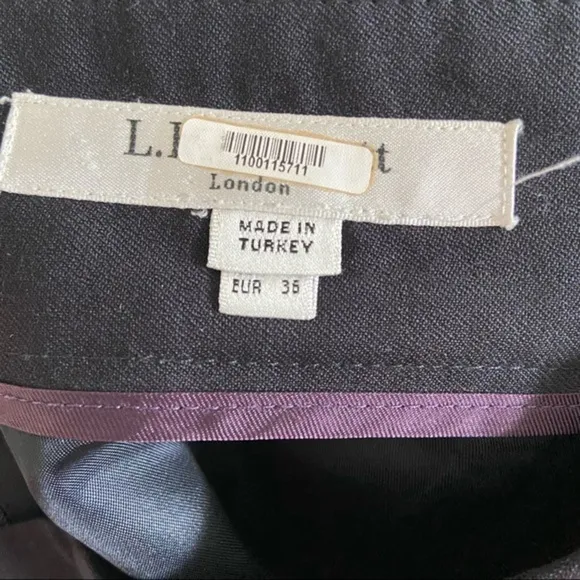 L.
1100115711
London
MADE IN
TURKEY
EUR 36